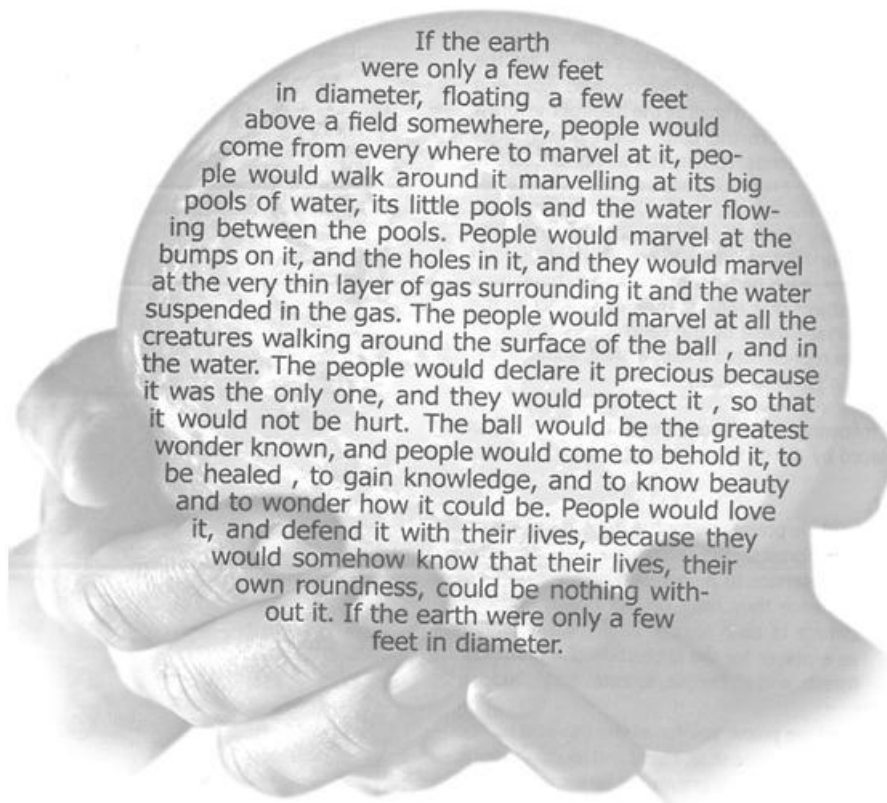 If the earth
were only a few feet
in diameter, floating a few feet
above a field somewhere, people would
come from every where to marvel at it, peo-
ple would walk around it marvelling at its big
pools of water, its little pools and the water flow-
ing between the pools. People would marvel at the
bumps on it, and the holes in it, and they would marvel
at the very thin layer of gas surrounding it and the water
suspended in the gas. The people would marvel at all the
creatures walking around the surface of the ball , and in
the water. The people would declare it precious because
it was the only one, and they would protect it , so that
it would not be hurt. The ball would be the greatest
wonder known, and people would come to behold it, to
be healed , to gain knowledge, and to know beauty
and to wonder how it could be. People would love
it, and defend it with their lives, because they
would somehow know that their lives, their
own roundness, could be nothing with-
out it. If the earth were only a few
feet in diameter.